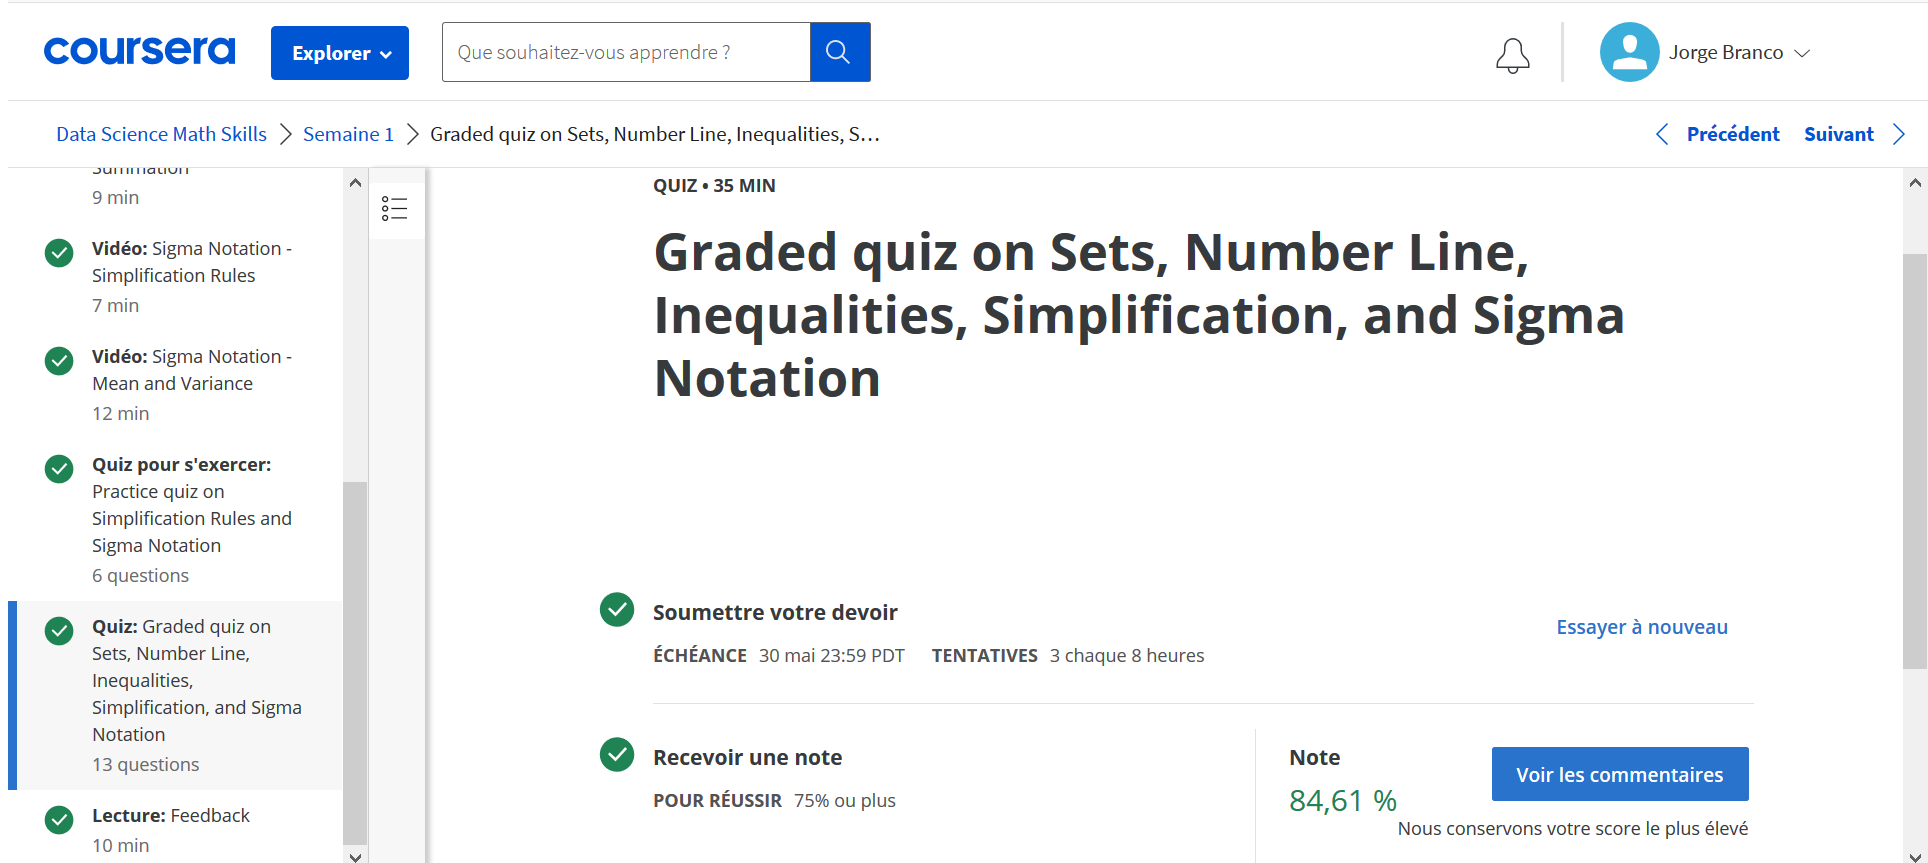 coursera
Explorer
Que souhaitez-vous apprendre ?
Jorge Branco
Data Science Math Skills
Semaine 1
Graded quiz on Sets, Number Line, Inequalities, S...
Précédent
Suivant
Summation
9 min
Vidéo: Sigma Notation -
Simplification Rules
7 min
Vidéo: Sigma Notation -
Mean and Variance
12 min
Quiz pour s'exercer:
Practice quiz on
Simplification Rules and
Sigma Notation
6 questions
Quiz: Graded quiz on
Sets, Number Line,
Inequalities,
Simplification, and Sigma
Notation
13 questions
Lecture: Feedback
10 min
QUIZ • 35 MIN
Graded quiz on Sets, Number Line,
Inequalities, Simplification, and Sigma
Notation
Soumettre votre devoir
ÉCHÉANCE 30 mai 23:59 PDT TENTATIVES 3 chaque 8 heures
Essayer à nouveau
Recevoir une note
POUR RÉUSSIR 75% ou plus
Note
84,61 %
Voir les commentaires
Nous conservons votre score le plus élevé